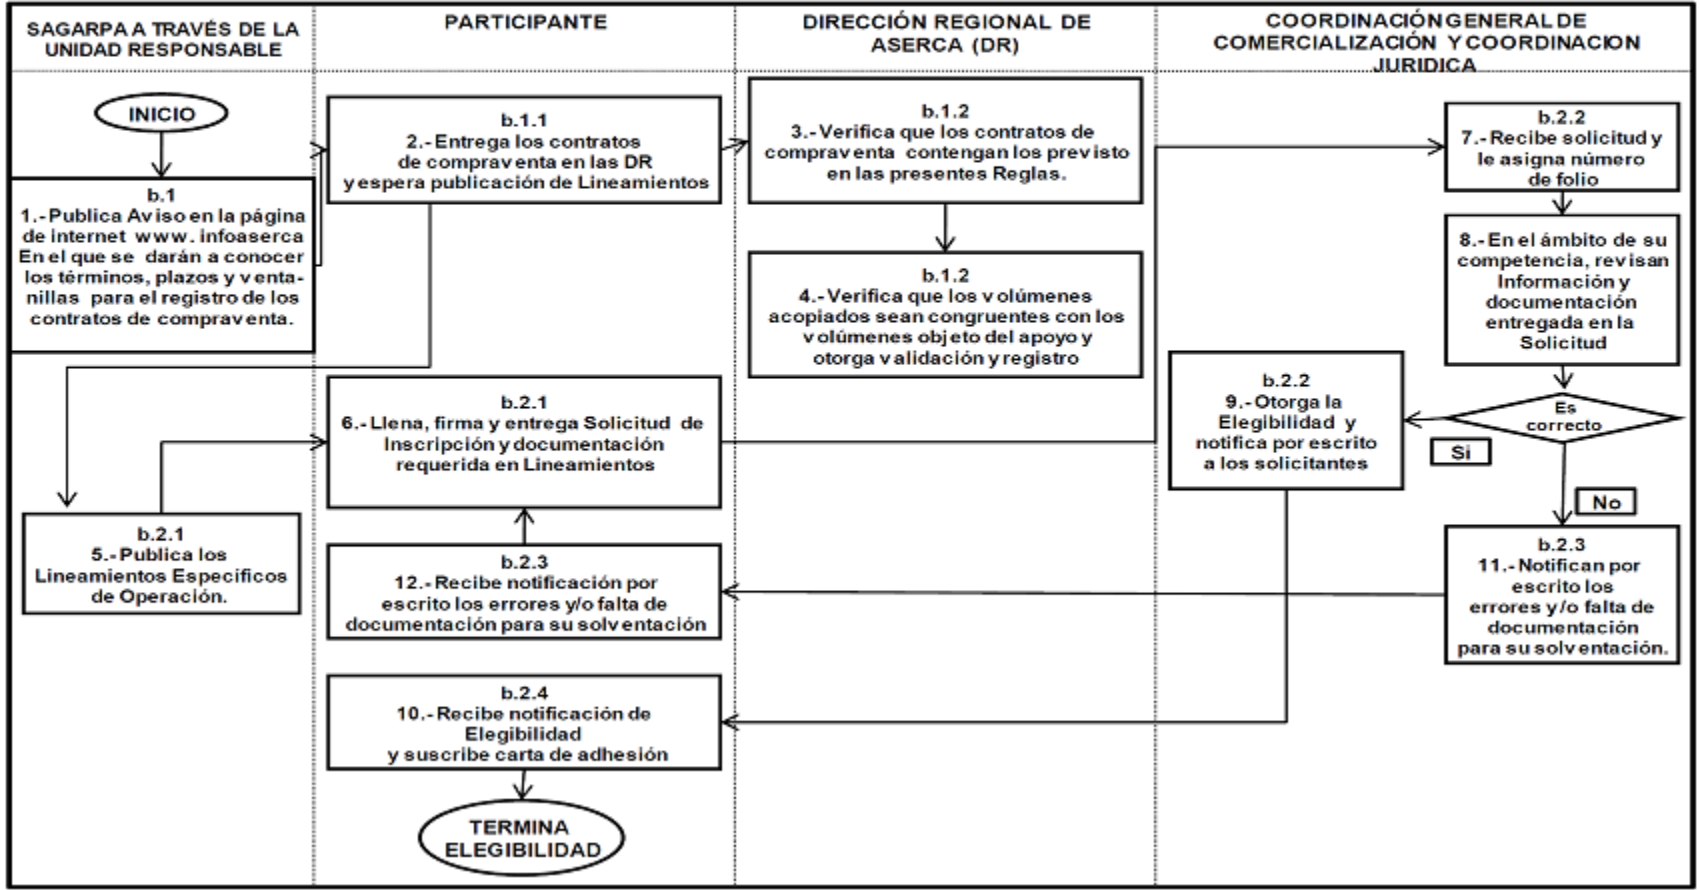 SAGARPA A TRAVÉS DE LA
UNIDAD RESPONSABLE
PARTICIPANTE
DIRECCIÓN REGIONAL DE
ASERCA (DR)
COORDINACIÓN GENERAL DE
COMERCIALIZACIÓN Y COORDINACION
JURIDICA
INICIO
b.1
1.- Publica Aviso en la página
de internet www. infoaserca
En el que se darán a conocer
los términos, plazos y venta-
nillas para el registro de los
contratos de compraventa.
b.1.1
2.- Entrega los contratos
de compraventa en las DR
y espera publicación de Lineamientos
b.1.2
3.- Verifica que los contratos de
compraventa contengan los previsto
en las presentes Reglas.
b.1.2
4.- Verifica que los volúmenes
acopiados sean congruentes con los
volúmenes objeto del apoyo y
otorga validación y registro
b.2.1
5.- Publica los
Lineamientos Específicos
de Operación.
b.2.1
6.- Llena, firma y entrega Solicitud de
Inscripción y documentación
requerida en Lineamientos
b.2.2
7.- Recibe solicitud y
le asigna número
de folio
8.- En el ámbito de su
competencia, revisan
Información y
documentación
entregada en la
Solicitud
Es
correcto
Si
No
b.2.2
9.- Otorga la
Elegibilidad y
notifica por escrito
a los solicitantes
b.2.3
11.- Notifican por
escrito los
errores y/o falta de
documentación
para su solventación.
b.2.3
12.- Recibe notificación por
escrito los errores y/o falta de
documentación para su solventación
b.2.4
10.- Recibe notificación de
Elegibilidad
y suscribe carta de adhesión
TERMINA
ELEGIBILIDAD